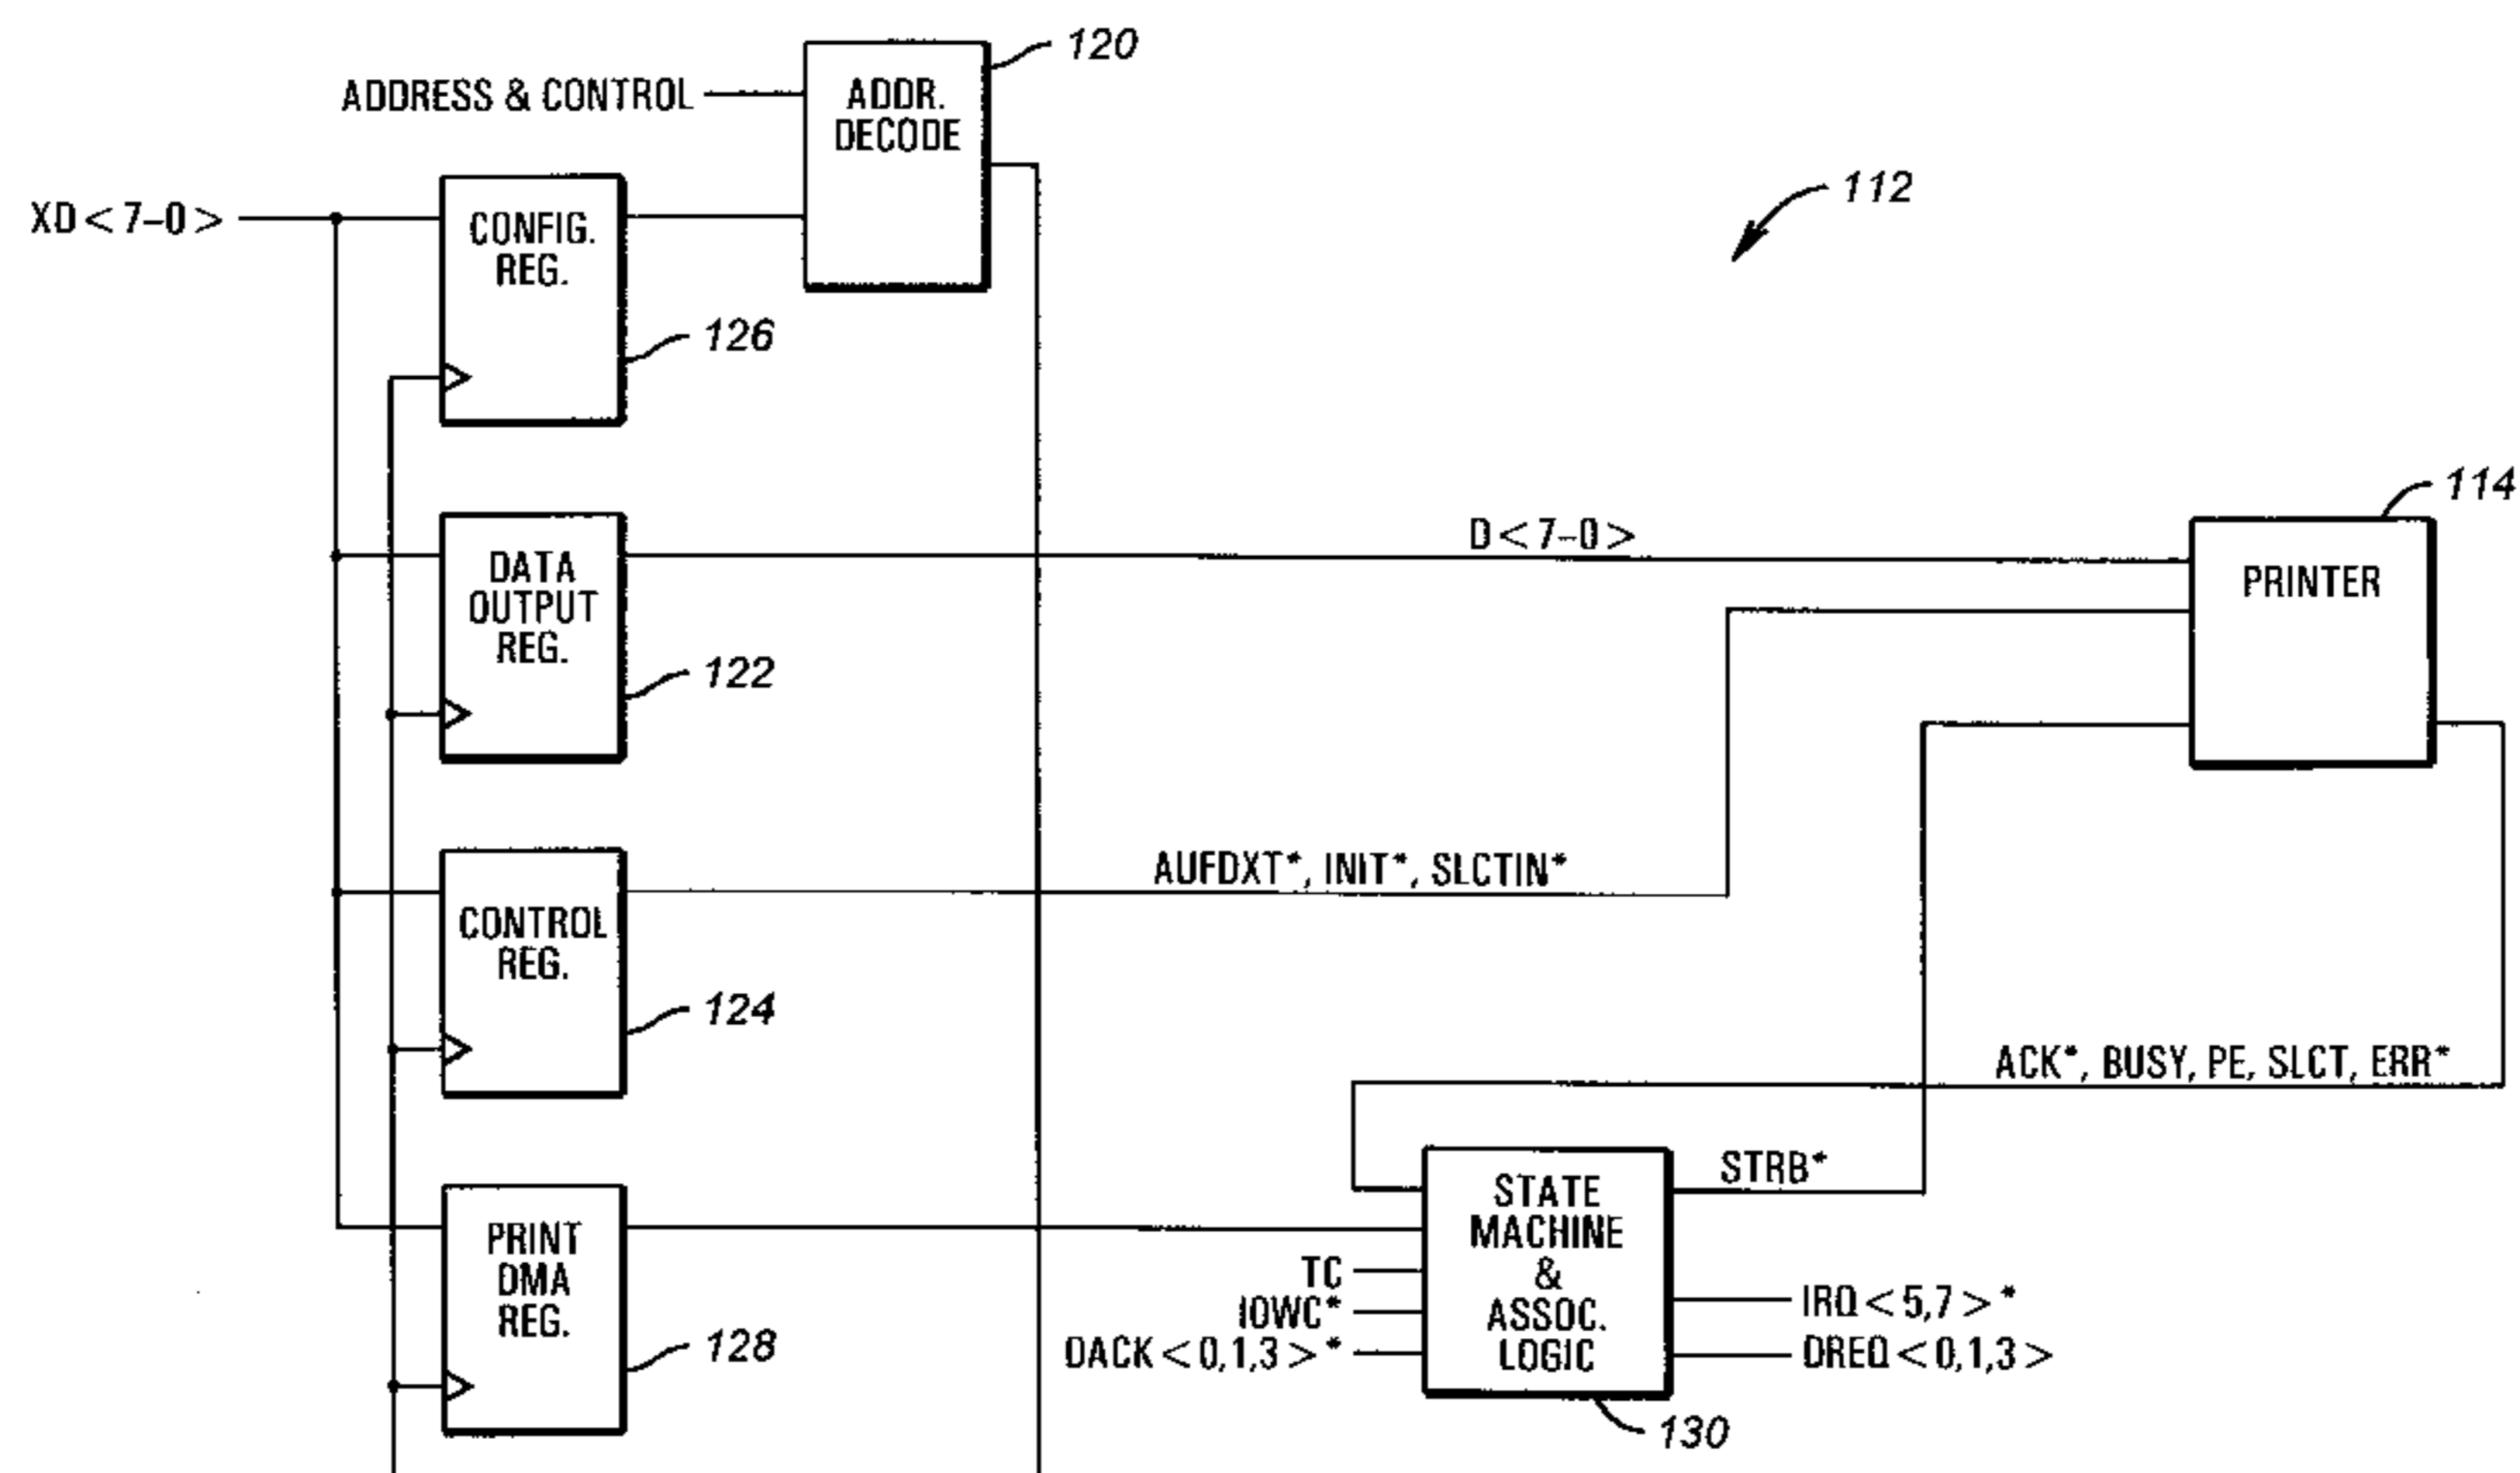 120
ADDRESS & CONTROL
ADDR.
DECODE
112
XD<7-0>
CONFIG.
REG.
126
114
D<7-0>
PRINTER
DATA
OUTPUT
REG.
122
AUFDXT*, INIT*, SLCTIN*
CONTROL
REG.
124
ACK*, BUSY, PE, SLCT, ERR*
STRB*
STATE
MACHINE
&
ASSOC.
LOGIC
PRINT
DMA
REG.
TC
IOWC*
DACK<0,1,3>*
IRQ<5,7>*
DREQ<0,1,3>
128
130